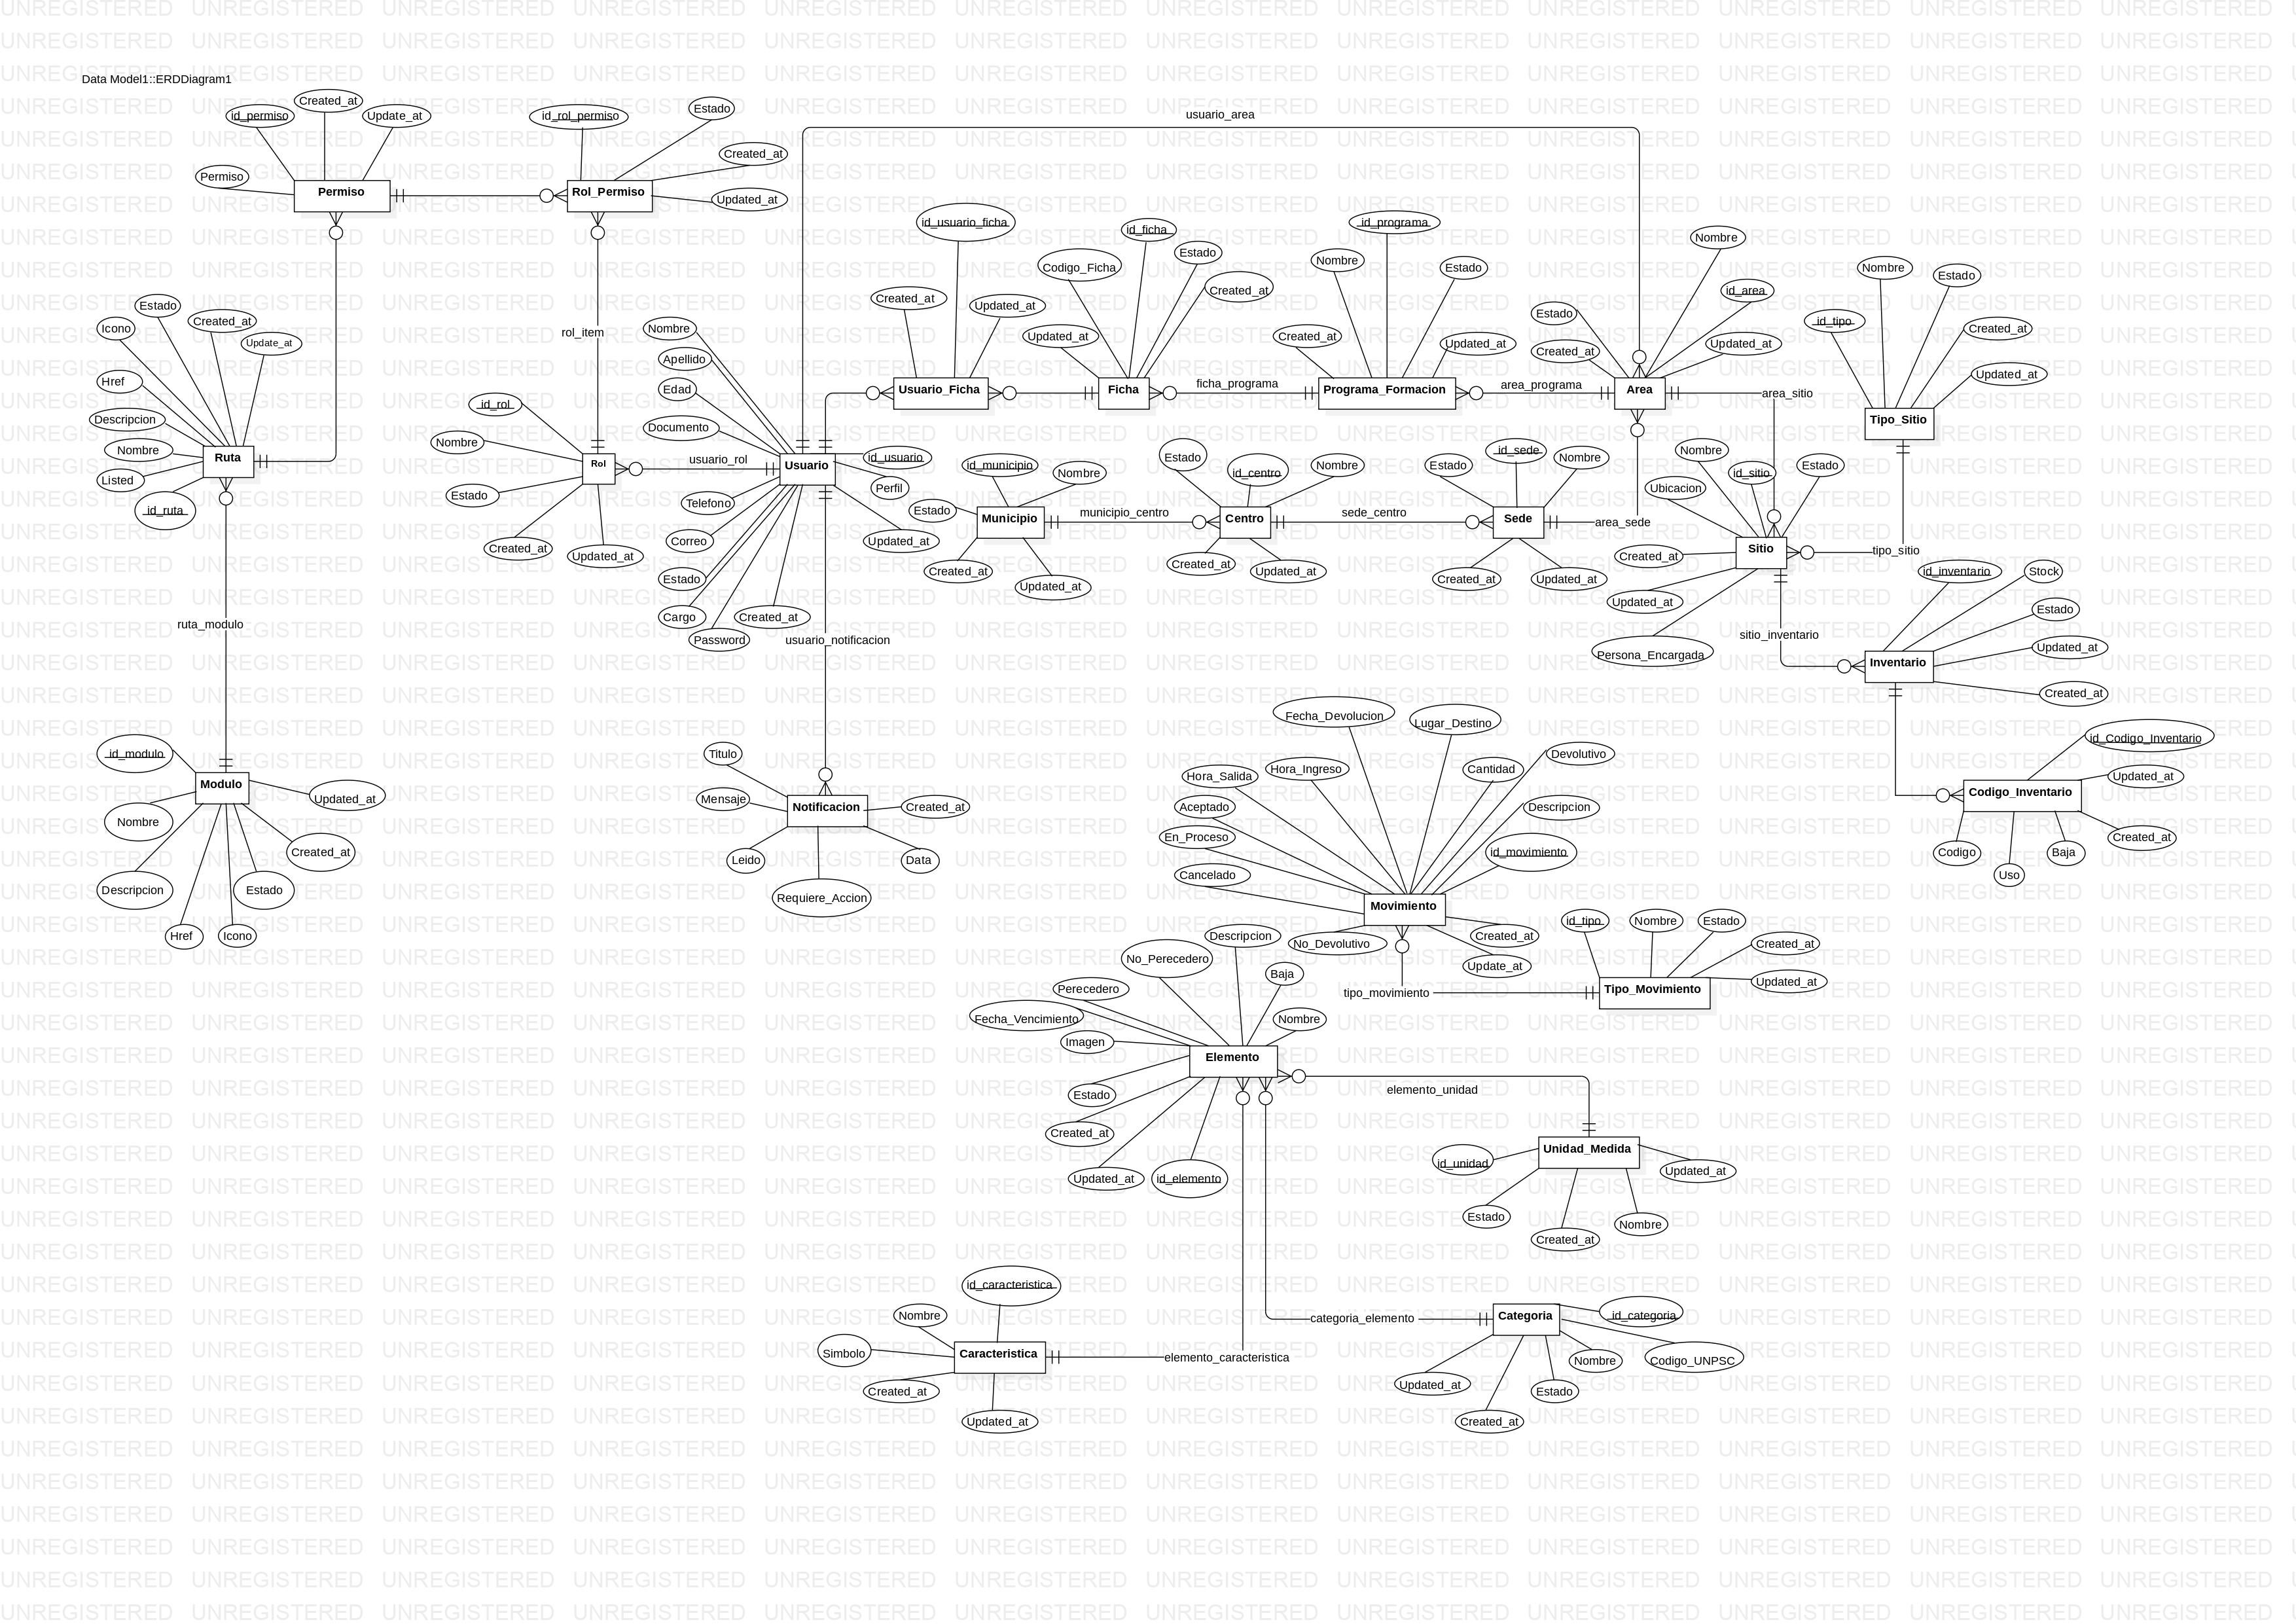 Data Model1::ERDDiagram1
Permiso
id_permiso
Created_at
Update_at
Permiso
Rol_Permiso
id_rol_permiso
Estado
Created_at
Updated_at
usuario_area
Ruta
Estado
Icono
Created_at
Update_at
Href
Descripcion
Nombre
Listed
id_ruta
ruta_modulo
Modulo
id_modulo
Nombre
Descripcion
Href
Icono
Estado
Created_at
Updated_at
rol_item
Rol
id_rol
Nombre
Estado
Created_at
Updated_at
usuario_rol
Usuario
Nombre
Apellido
Edad
Documento
Telefono
Correo
Estado
Cargo
Password
Created_at
id_usuario
Perfil
Updated_at
usuario_notificacion
Notificacion
Titulo
Mensaje
Leido
Requiere_Accion
Data
Created_at
Usuario_Ficha
id_usuario_ficha
Created_at
Updated_at
Ficha
Codigo_Ficha
id_ficha
Estado
Created_at
Updated_at
ficha_programa
Programa_Formacion
id_programa
Nombre
Estado
Created_at
Updated_at
area_programa
Area
Nombre
id_area
Estado
Created_at
Updated_at
area_sitio
area_sede
Tipo_Sitio
Nombre
Estado
id_tipo
Created_at
Updated_at
tipo_sitio
Municipio
id_municipio
Nombre
Estado
Created_at
Updated_at
municipio_centro
Centro
Estado
id_centro
Nombre
Created_at
Updated_at
sede_centro
Sede
Estado
id_sede
Nombre
Created_at
Updated_at
Sitio
Nombre
id_sitio
Estado
Ubicacion
Created_at
Updated_at
Persona_Encargada
sitio_inventario
Inventario
id_inventario
Stock
Estado
Updated_at
Created_at
Codigo_Inventario
id_Codigo_Inventario
Updated_at
Created_at
Codigo
Uso
Baja
Movimiento
Fecha_Devolucion
Lugar_Destino
Hora_Salida
Hora_Ingreso
Cantidad
Devolutivo
Aceptado
Descripcion
En_Proceso
id_movimiento
Cancelado
No_Devolutivo
Created_at
Update_at
tipo_movimiento
Tipo_Movimiento
id_tipo
Nombre
Estado
Created_at
Updated_at
Elemento
Descripcion
No_Perecedero
Baja
Perecedero
Fecha_Vencimiento
Nombre
Imagen
Estado
Created_at
Updated_at
id_elemento
elemento_unidad
Unidad_Medida
id_unidad
Estado
Created_at
Nombre
Updated_at
categoria_elemento
Categoria
id_categoria
Codigo_UNPSC
Nombre
Estado
Created_at
Updated_at
elemento_caracteristica
Caracteristica
id_caracteristica
Nombre
Simbolo
Created_at
Updated_at
UNREGISTERED